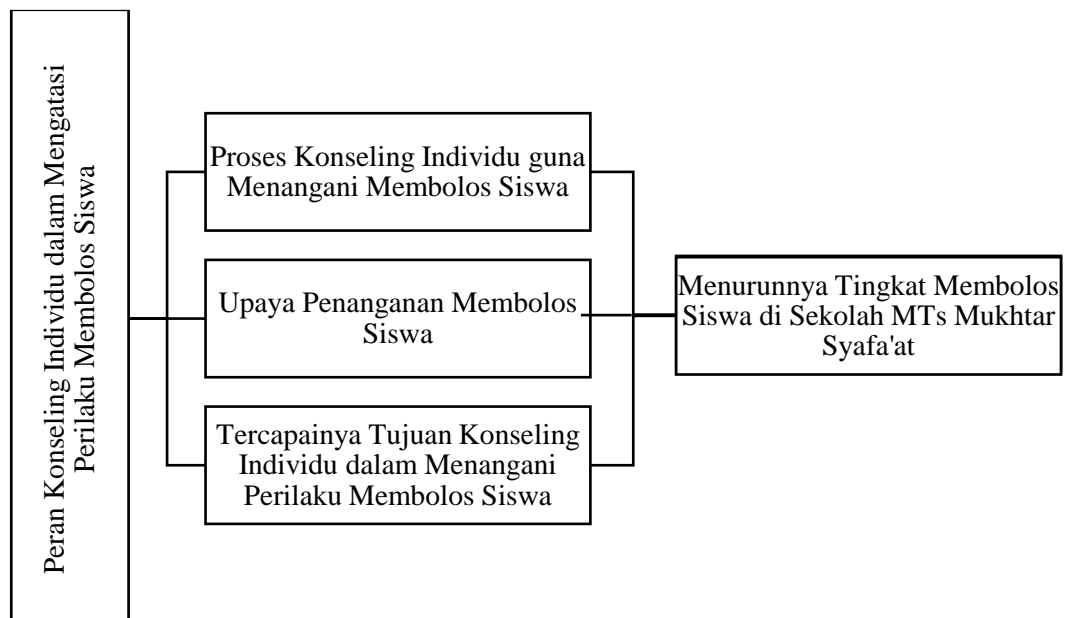 Peran Konseling Individu dalam Mengatasi
Perilaku Membolos Siswa
Proses Konseling Individu guna
Menangani Membolos Siswa
Upaya Penanganan Membolos
Siswa
Tercapainya Tujuan Konseling
Individu dalam Menangani
Perilaku Membolos Siswa
Menurunnya Tingkat Membolos
Siswa di Sekolah MTs Mukhtar
Syafa'at